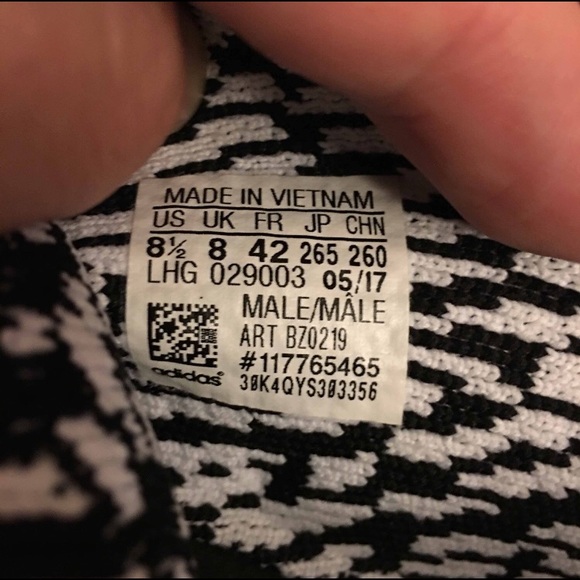 MADE IN VIETNAM
US UK FR JP CHN
8½ 8 42 265 260
LHG 029003 05/17
MALE/MÂLE
ART BZ0219
#117765465
adidas
30K4QYS303356